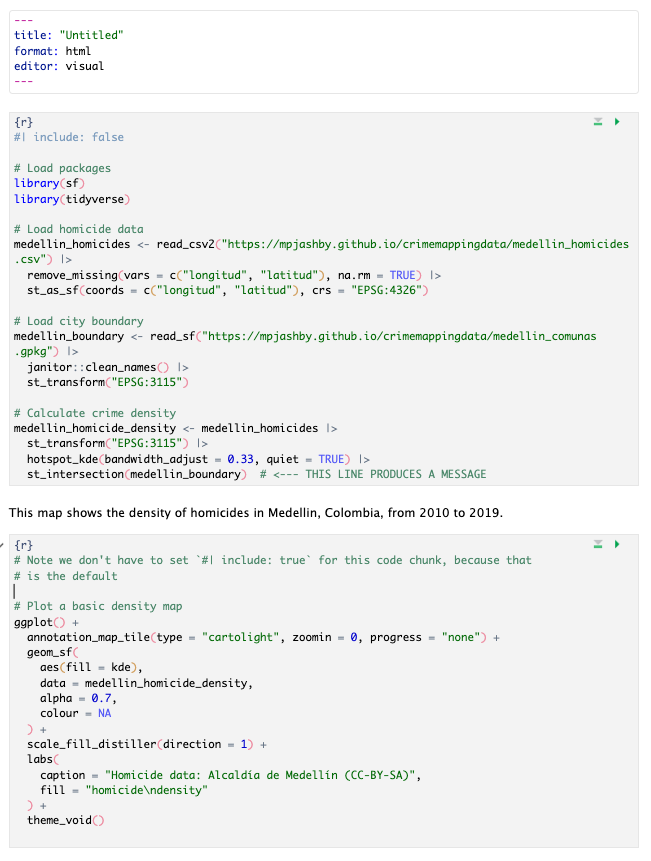 ---
title: "Untitled"
format: html
editor: visual
---
{r}
#| include: false
# Load packages
library(sf)
library(tidyverse)
# Load homicide data
medellin_homicides <- read_csv2("https://mpjashby.github.io/crimemappingdata/medellin_homicides
.csv") |>
  remove_missing(vars = c("longitud", "latitud"), na.rm = TRUE) |>
  st_as_sf(coords = c("longitud", "latitud"), crs = "EPSG:4326")
# Load city boundary
medellin_boundary <- read_sf("https://mpjashby.github.io/crimemappingdata/medellin_comunas
.gpkg") |>
  janitor::clean_names() |>
  st_transform("EPSG:3115")
# Calculate crime density
medellin_homicide_density <- medellin_homicides |>
  st_transform("EPSG:3115") |>
  hotspot_kde(bandwidth_adjust = 0.33, quiet = TRUE) |>
  st_intersection(medellin_boundary)  # <--- THIS LINE PRODUCES A MESSAGE
This map shows the density of homicides in Medellin, Colombia, from 2010 to 2019.
{r}
# Note we don't have to set `#| include: true` for this code chunk, because that
# is the default
# Plot a basic density map
ggplot() +
  annotation_map_tile(type = "cartolight", zoomin = 0, progress = "none") +
  geom_sf(
    aes(fill = kde),
    data = medellin_homicide_density,
    alpha = 0.7,
    colour = NA
  ) +
  scale_fill_distiller(direction = 1) +
  labs(
    caption = "Homicide data: Alcaldía de Medellín (CC-BY-SA)",
    fill = "homicide\ndensity"
  ) +
  theme_void()